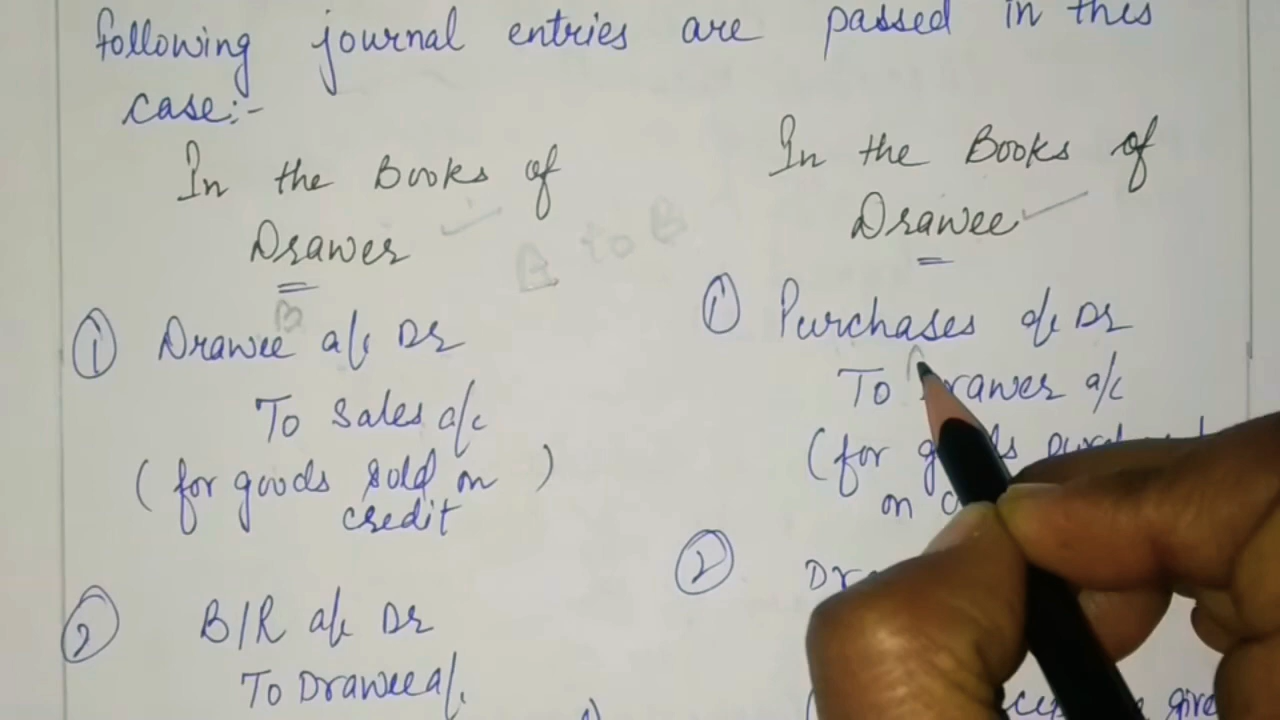 following journal entries are passed in this
case:-
In the Books of
Drawer
A to B
B
① Drawee a/c Dr
To Sales a/c
(for goods sold on
credit)
② B/R a/c Dr
To Drawee a/c
In the Books of
Drawee
① Purchases a/c Dr
To Drawer a/c
(for
on
②